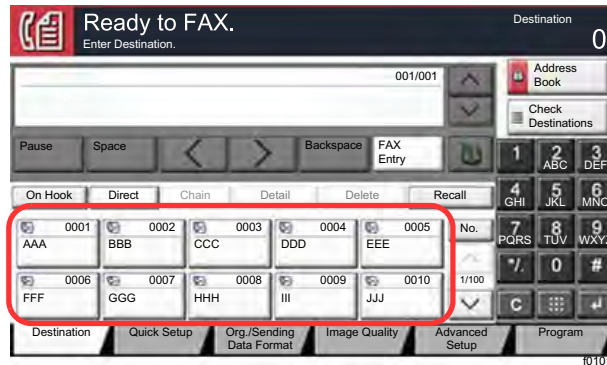 Ready to FAX.
Destination
Enter Destination.
0
001/001
Address
Book
Check
Destinations
Pause
Space
Backspace
FAX
Entry
1
2
ABC
3
DEF
On Hook
Direct
Chain
Detail
Delete
Recall
4
GHI
5
JKL
6
MNO
0001
AAA
0002
BBB
0003
CCC
0004
DDD
0005
EEE
No.
7
PQRS
8
TUV
9
WXYZ
0006
FFF
0007
GGG
0008
HHH
0009
III
0010
JJJ
1/100
*/.
0
#
C
Destination
Quick Setup
Org./Sending
Data Format
Image Quality
Advanced
Setup
Program
f010